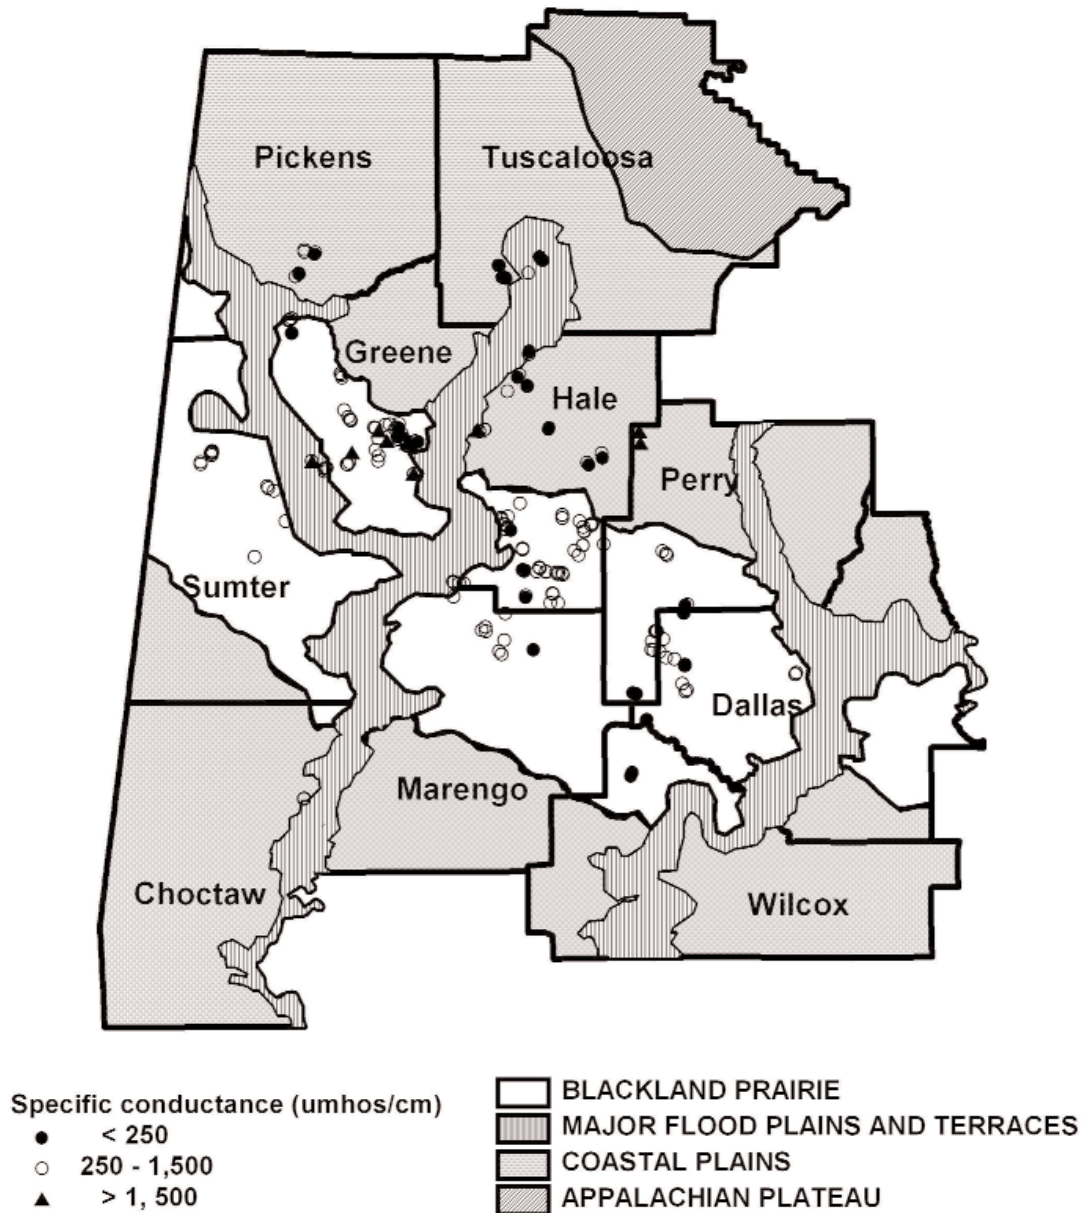 Pickens
Tuscaloosa
Greene
Hale
Perry
Sumter
Dallas
Marengo
Choctaw
Wilcox
Specific conductance (umhos/cm)
< 250
250 - 1,500
> 1, 500
BLACKLAND PRAIRIE
MAJOR FLOOD PLAINS AND TERRACES
COASTAL PLAINS
APPALACHIAN PLATEAU